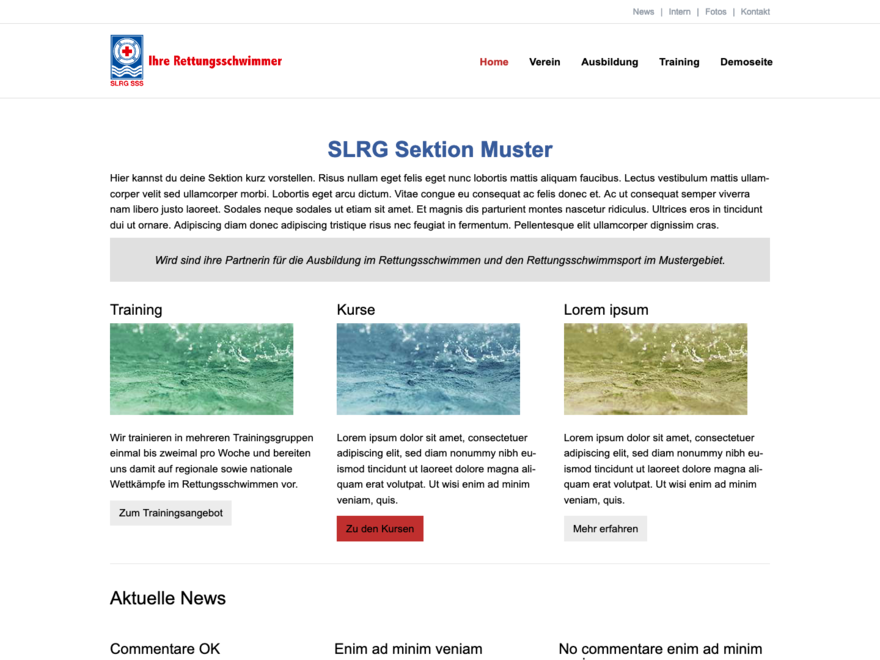 News | Intern | Fotos | Kontakt
Ihre Rettungsschwimmer
SLRG SSS
Home Verein Ausbildung Training Demoseite
SLRG Sektion Muster
Hier kannst du deine Sektion kurz vorstellen. Risus nullam eget felis eget nunc lobortis mattis aliquam faucibus. Lectus vestibulum mattis ullam-
corper velit sed ullamcorper morbi. Lobortis eget arcu dictum. Vitae congue eu consequat ac felis donec et. Ac ut consequat semper viverra
nam libero justo laoreet. Sodales neque sodales ut etiam sit amet. Et magnis dis parturient montes nascetur ridiculus. Ultrices eros in tincidunt
dui ut ornare. Adipiscing diam donec adipiscing tristique risus nec feugiat in fermentum. Pellentesque elit ullamcorper dignissim cras.
Wird sind ihre Partnerin für die Ausbildung im Rettungsschwimmen und den Rettungsschwimmsport im Mustergebiet.
Training
Wir trainieren in mehreren Trainingsgruppen
einmal bis zweimal pro Woche und bereiten
uns damit auf regionale sowie nationale
Wettkämpfe im Rettungsschwimmen vor.
Zum Trainingsangebot
Kurse
Lorem ipsum dolor sit amet, consectetuer
adipiscing elit, sed diam nonummy nibh eu-
ismod tincidunt ut laoreet dolore magna ali-
quam erat volutpat. Ut wisi enim ad minim
veniam, quis.
Zu den Kursen
Lorem ipsum
Lorem ipsum dolor sit amet, consectetuer
adipiscing elit, sed diam nonummy nibh eu-
ismod tincidunt ut laoreet dolore magna ali-
quam erat volutpat. Ut wisi enim ad minim
veniam, quis.
Mehr erfahren
Aktuelle News
Commentare OK
Enim ad minim veniam
No commentare enim ad minim